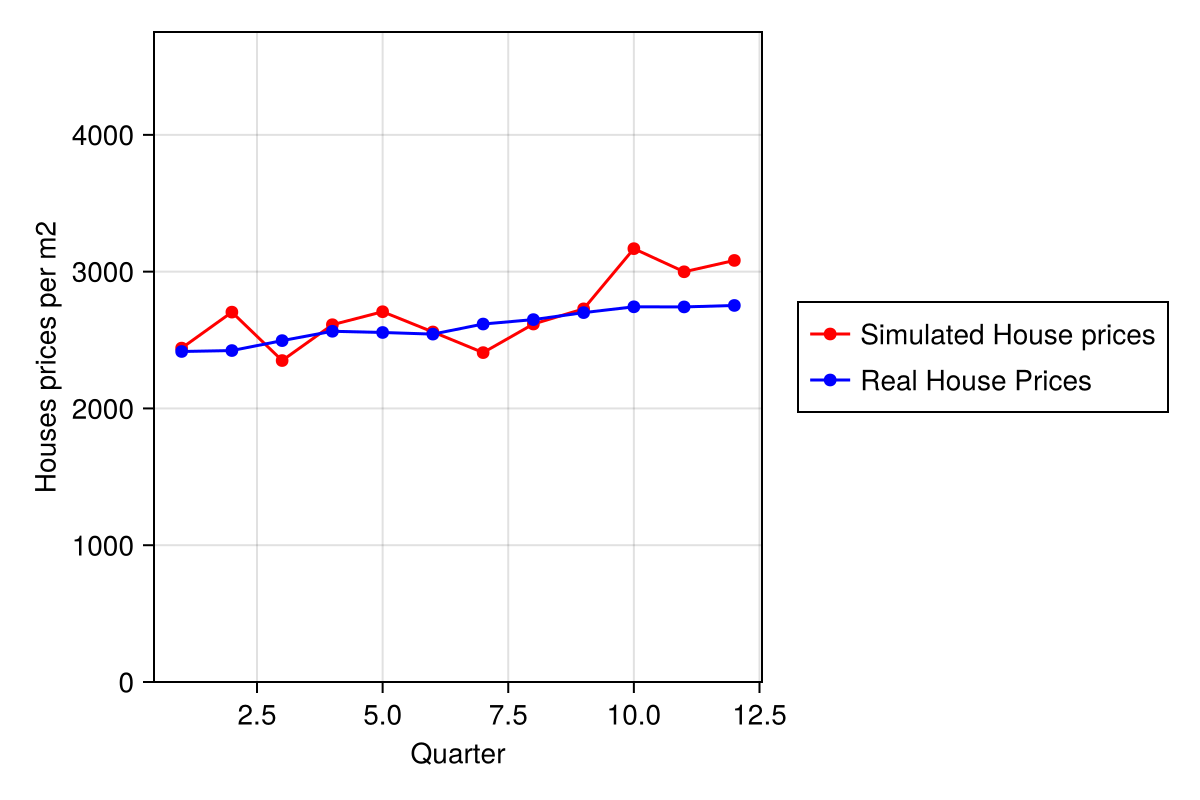 Houses prices per m2
4000
3000
2000
1000
0
2.5 5.0 7.5 10.0 12.5
Quarter
Simulated House prices
Real House Prices